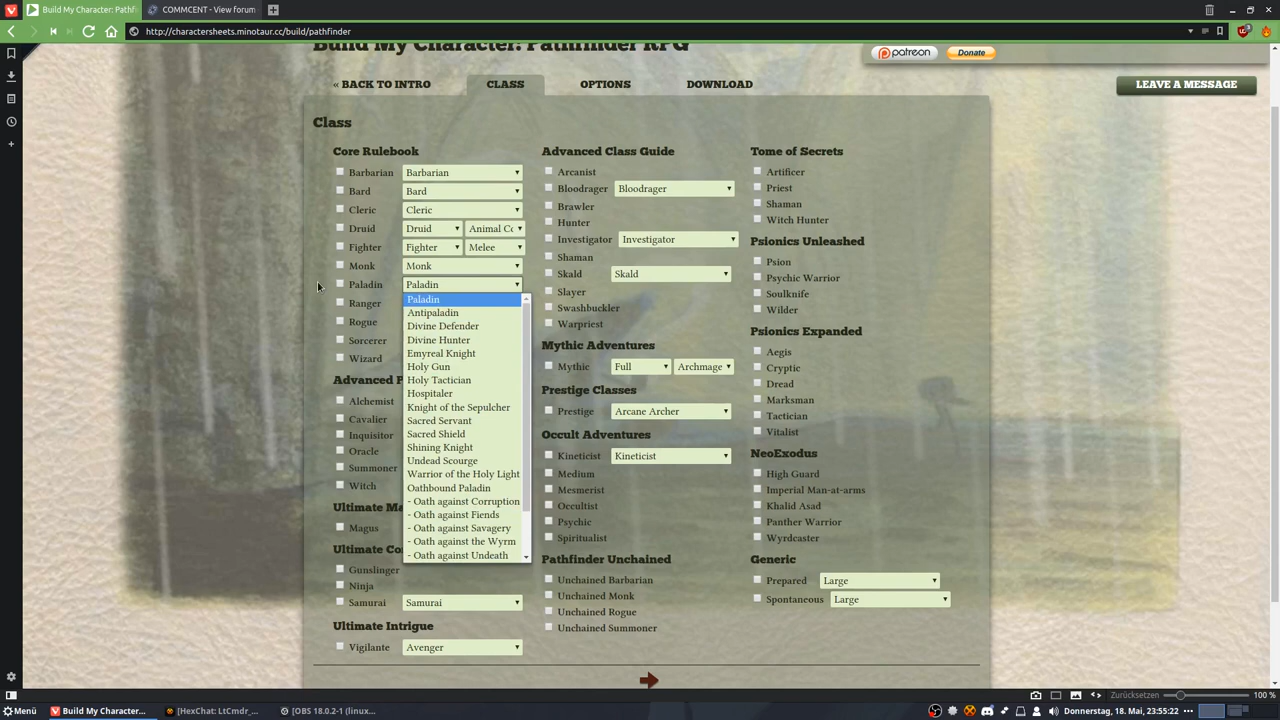 Build My Character: Pathfi
COMMCENT - View forum
http://charactersheets.minotaur.cc/build/pathfinder
Build My Character: Pathfinder RPG
patreon
Donate
« BACK TO INTRO
CLASS
OPTIONS
DOWNLOAD
LEAVE A MESSAGE
Class
Core Rulebook
Barbarian Barbarian
Bard Bard
Cleric Cleric
Druid Druid Animal Cc
Fighter Fighter Melee
Monk Monk
Paladin Paladin
Ranger
Rogue
Sorcerer
Wizard
Paladin
Antipaladin
Divine Defender
Divine Hunter
Emyreal Knight
Holy Gun
Holy Tactician
Hospitaler
Knight of the Sepulcher
Sacred Servant
Sacred Shield
Shining Knight
Undead Scourge
Warrior of the Holy Light
Oathbound Paladin
- Oath against Corruption
- Oath against Fiends
- Oath against Savagery
- Oath against the Wyrm
- Oath against Undeath
Advanced P
Alchemist
Cavalier
Inquisitor
Oracle
Summoner
Witch
Ultimate Ma
Magus
Ultimate Co
Gunslinger
Ninja
Samurai Samurai
Ultimate Intrigue
Vigilante Avenger
Advanced Class Guide
Arcanist
Bloodrager Bloodrager
Brawler
Hunter
Investigator Investigator
Shaman
Skald Skald
Slayer
Swashbuckler
Warpriest
Mythic Adventures
Mythic Full Archmage
Prestige Classes
Prestige Arcane Archer
Occult Adventures
Kineticist Kineticist
Medium
Mesmerist
Occultist
Psychic
Spiritualist
Pathfinder Unchained
Unchained Barbarian
Unchained Monk
Unchained Rogue
Unchained Summoner
Tome of Secrets
Artificer
Priest
Shaman
Witch Hunter
Psionics Unleashed
Psion
Psychic Warrior
Soulknife
Wilder
Psionics Expanded
Aegis
Cryptic
Dread
Marksman
Tactician
Vitalist
NeoExodus
High Guard
Imperial Man-at-arms
Khalid Asad
Panther Warrior
Wyrdcaster
Generic
Prepared Large
Spontaneous Large
Zurücksetzen 100 %
Menü
Build My Character...
[HexChat: LtCmdr_...
[OBS 18.0.2-1 (linux...
Donnerstag, 18. Mai, 23:55:22